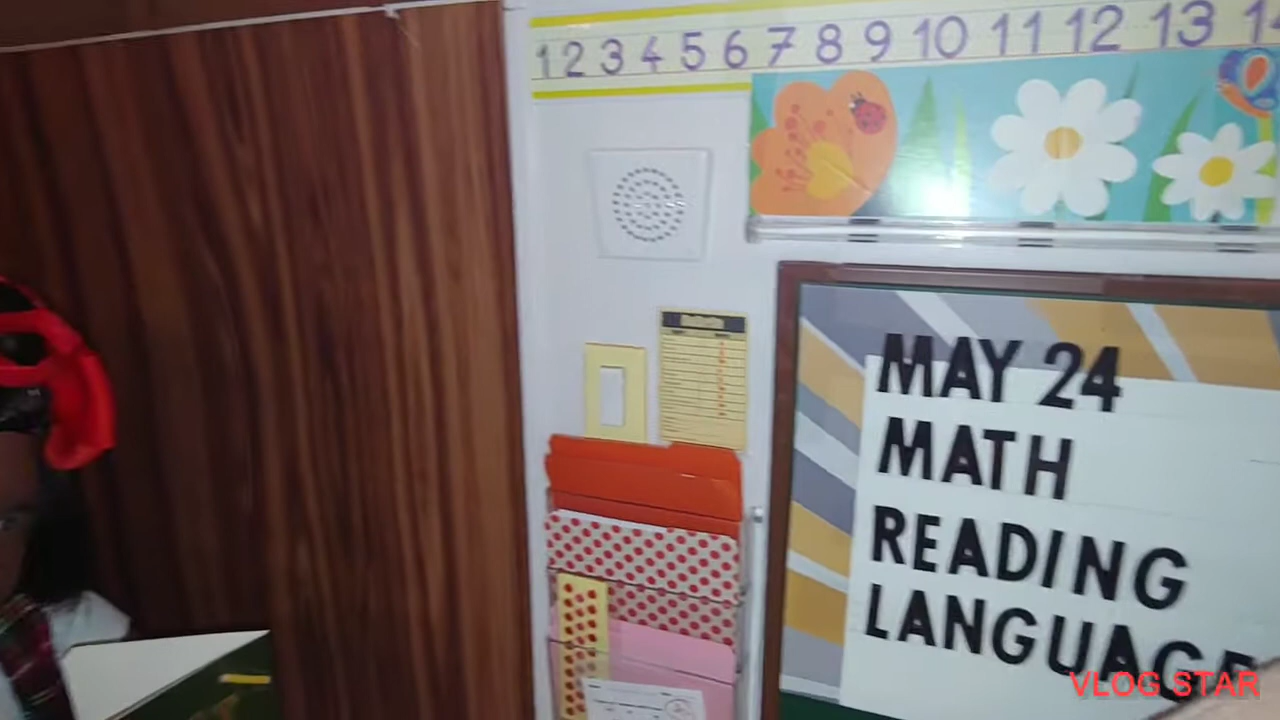 1 2 3 4 5 6 7 8 9 10 11 12 13
MAY 24
MATH
READING
LANGUAGE
VLOG STAR